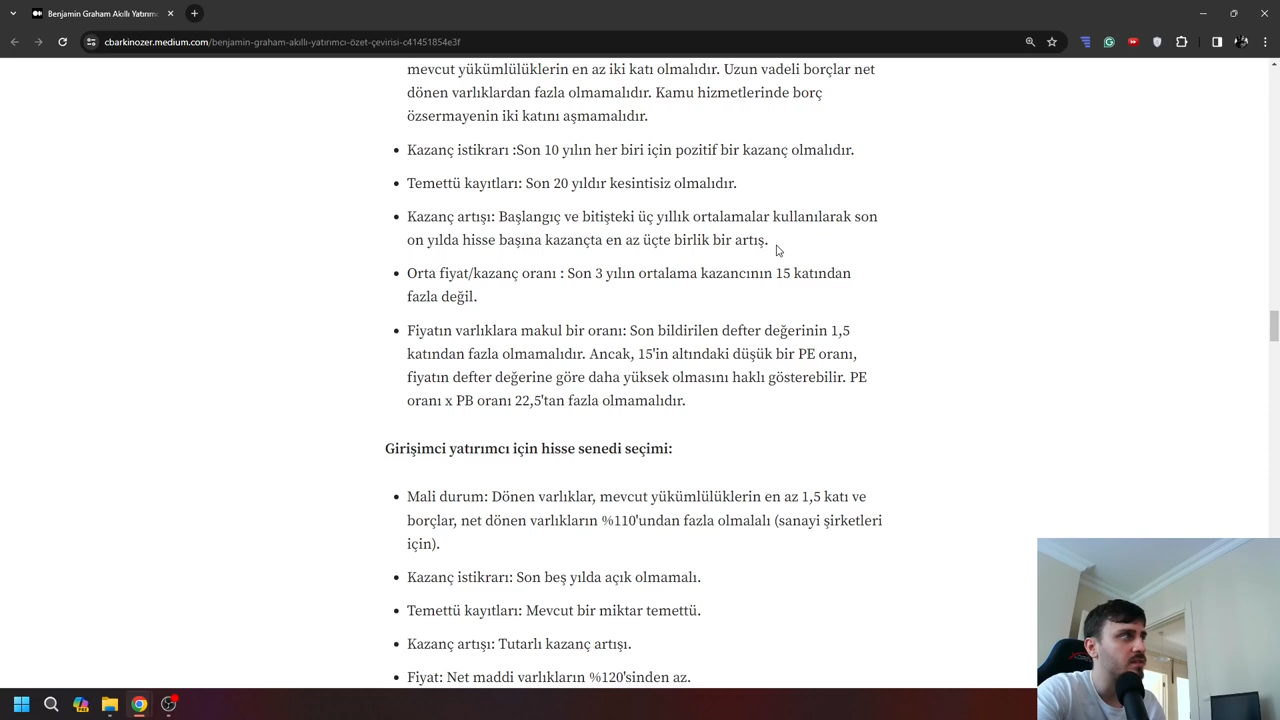 Benjamin Graham Akıllı Yatırımc
cbarkinozer.medium.com/benjamin-graham-akıllı-yatırımcı-özet-çevirisi-c41451854e3f
mevcut yükümlülüklerin en az iki katı olmalıdır. Uzun vadeli borçlar net
dönen varlıklardan fazla olmamalıdır. Kamu hizmetlerinde borç
özsermayenin iki katını aşmamalıdır.
• Kazanç istikrarı :Son 10 yılın her biri için pozitif bir kazanç olmalıdır.
• Temettü kayıtları: Son 20 yıldır kesintisiz olmalıdır.
• Kazanç artışı: Başlangıç ve bitişteki üç yıllık ortalamalar kullanılarak son
on yılda hisse başına kazançta en az üçte birlik bir artış.
• Orta fiyat/kazanç oranı : Son 3 yılın ortalama kazancının 15 katından
fazla değil.
• Fiyatın varlıklara makul bir oranı: Son bildirilen defter değerinin 1,5
katından fazla olmamalıdır. Ancak, 15'in altındaki düşük bir PE oranı,
fiyatın defter değerine göre daha yüksek olmasını haklı gösterebilir. PE
oranı x PB oranı 22,5'tan fazla olmamalıdır.
Girişimci yatırımcı için hisse senedi seçimi:
• Mali durum: Dönen varlıklar, mevcut yükümlülüklerin en az 1,5 katı ve
borçlar, net dönen varlıkların %110'undan fazla olmalalı (sanayi şirketleri
için).
• Kazanç istikrarı: Son beş yılda açık olmamalı.
• Temettü kayıtları: Mevcut bir miktar temettü.
• Kazanç artışı: Tutarlı kazanç artışı.
• Fiyat: Net maddi varlıkların %120'sinden az.